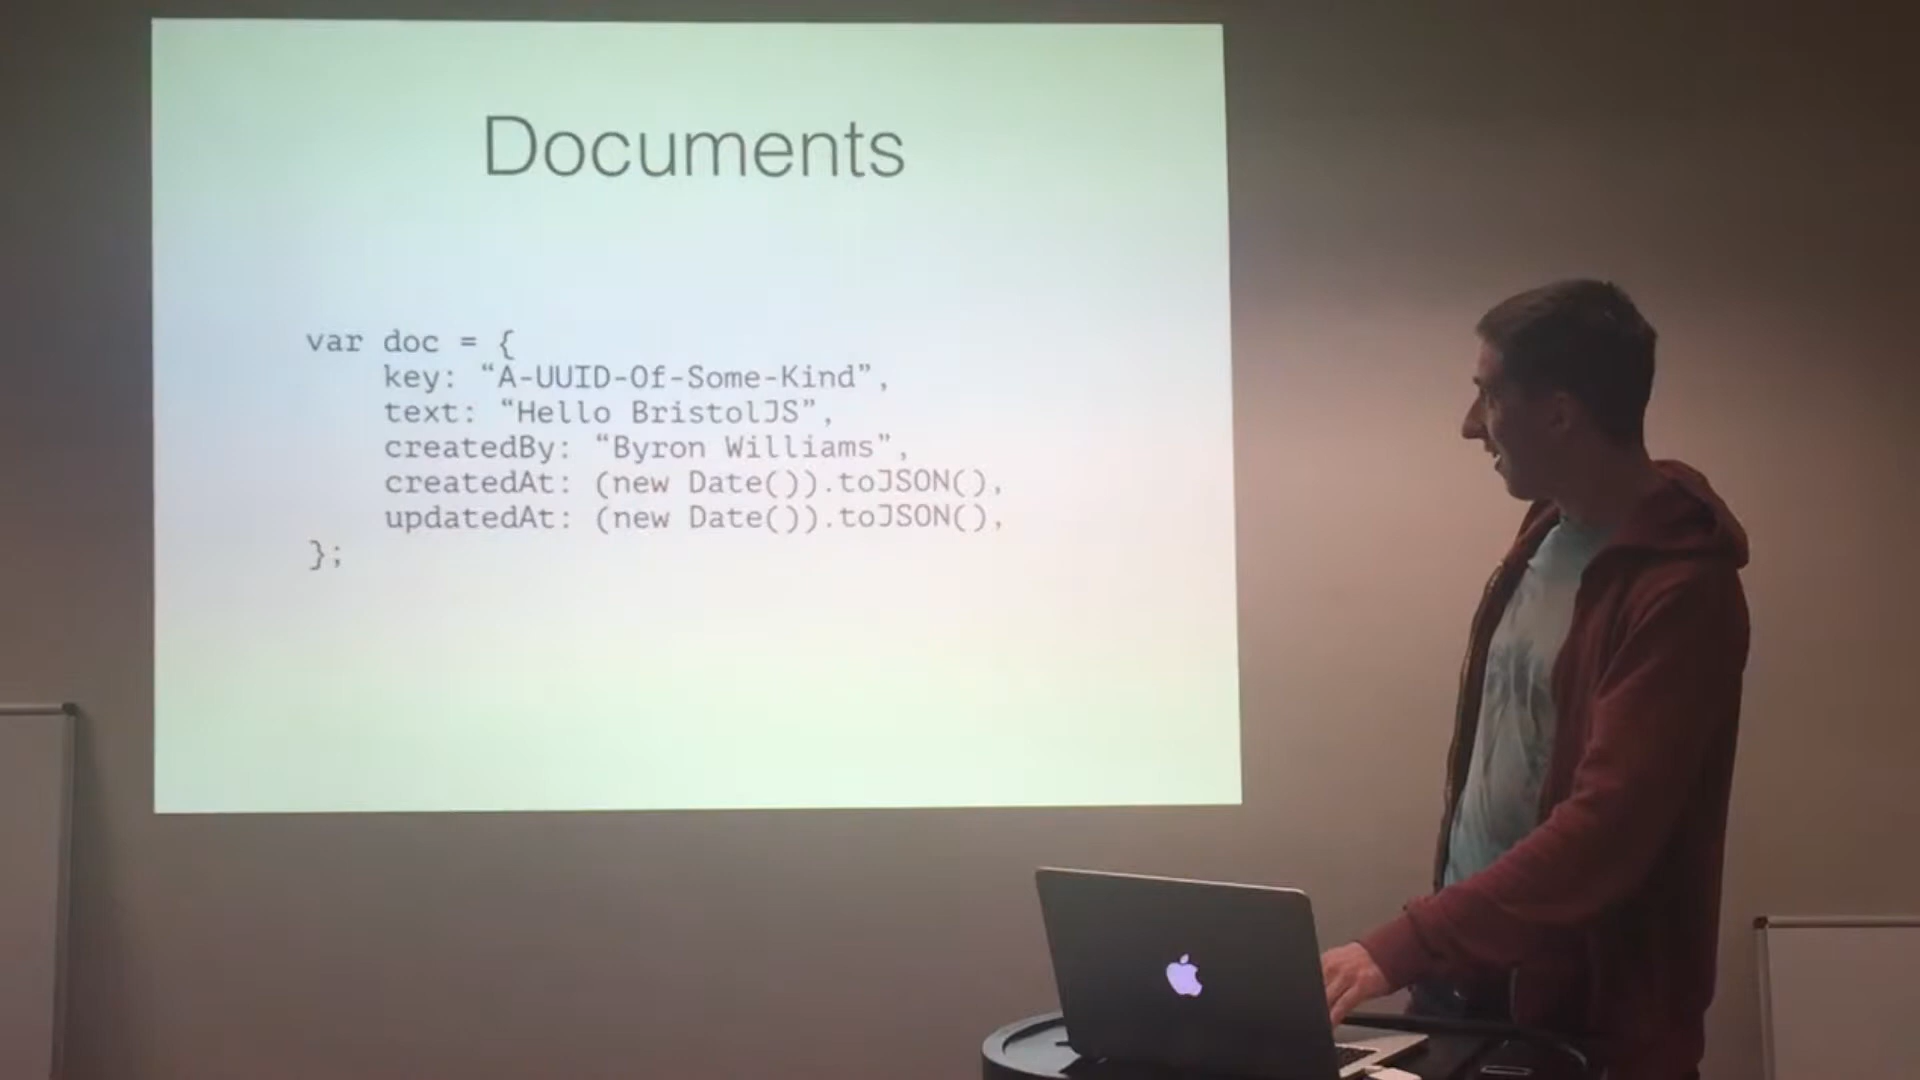 Documents
var doc = {
key: “A-UUID-Of-Some-Kind”,
text: “Hello BristolJS”,
createdBy: “Byron Williams”,
createdAt: (new Date()).toJSON(),
updatedAt: (new Date()).toJSON(),
};